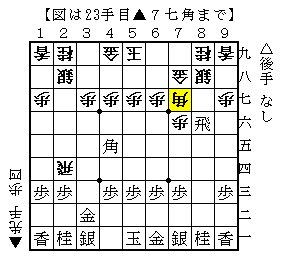 【図は23手目▲７七角まで】
1 2 3 4 5 6 7 8 9
香 桂 金 王 桂 香 九
銀 金 銀 八
歩 歩 歩 歩 歩 角 歩 七
歩 飛 六
角 五
飛 四
歩 歩 歩 歩 歩 歩 歩 三
金 二
香 桂 銀 玉 金 銀 桂 香 一
△後手 なし
▲先手 歩四